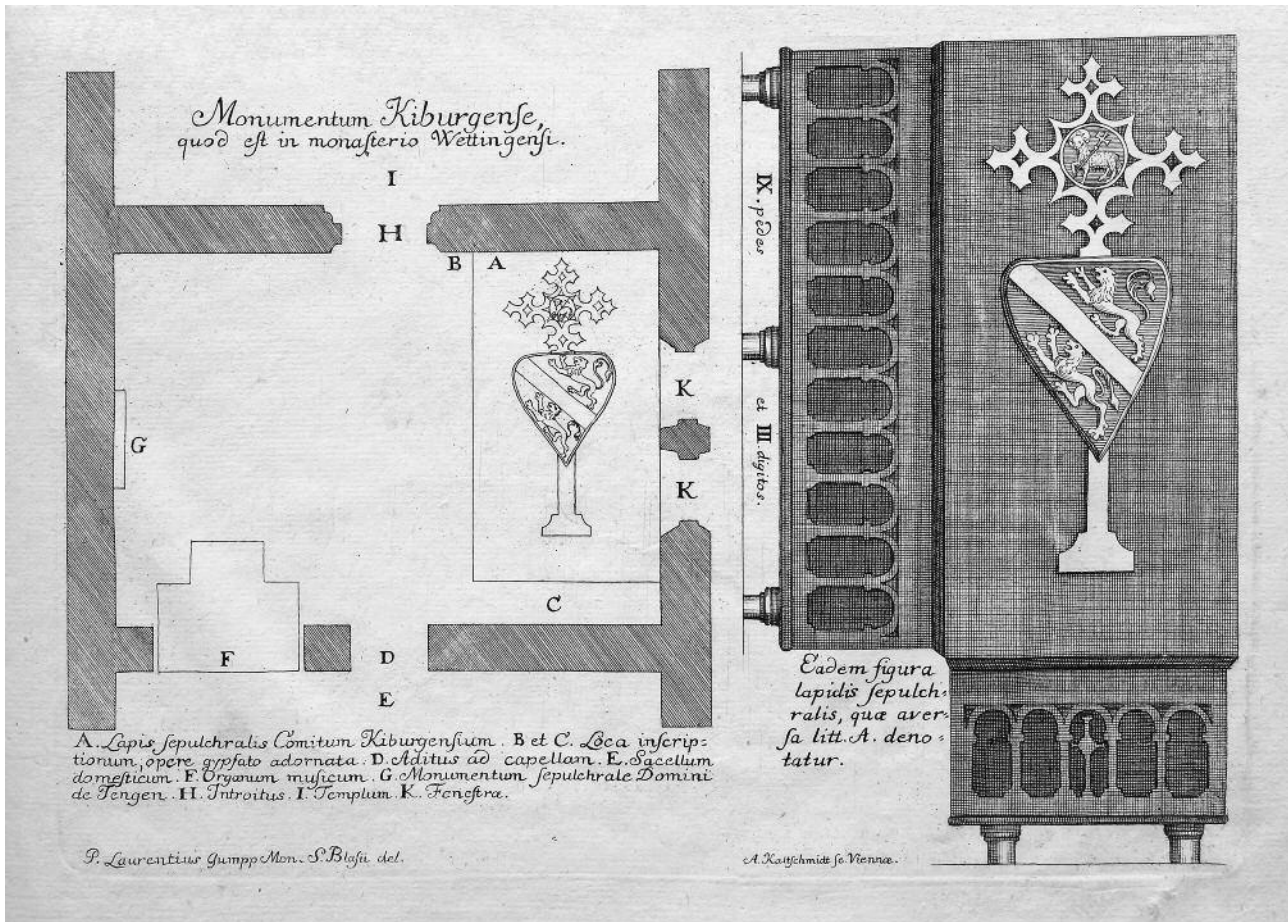 Monumentum Kiburgenſe,
quod eſt in monaſterio Wettingenſi.
I
H
B A
K
G
K
C
F D
E
A. Lapis ſepulchralis Comitum Kiburgenſium. B et C. Loca inſcrip-
tionum, opere gypſato adornata. D. Aditus ad capellam. E. Sacellum
domeſticum. F. Organum muſicum. G. Monumentum ſepulchrale Domini
de Tengen. H. Introitus. I. Templum. K. Feneſtræ.
P. Laurentius Gumpp Mon. S. Blaſii del.
IX. pedes
et III. digitos.
Eadem figura
lapidis ſepulch-
ralis, quæ aver-
ſa litt. A. deno-
tatur.
A. Kaltſchmidt ſc. Viennæ.